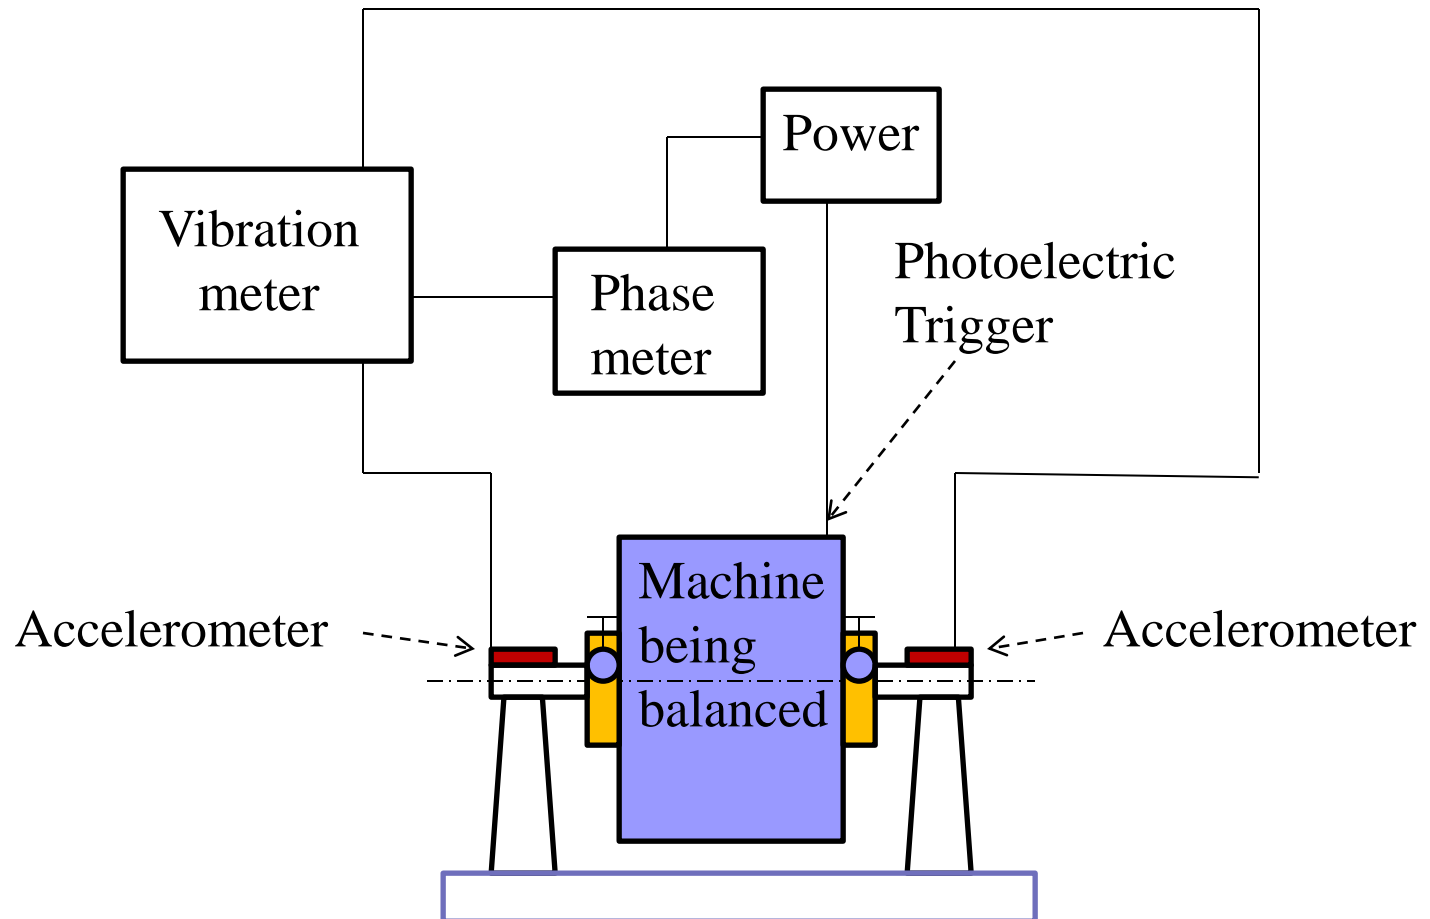 Power
Vibration
meter
Photoelectric
Trigger
Phase
meter
Machine
being
balanced
Accelerometer
Accelerometer